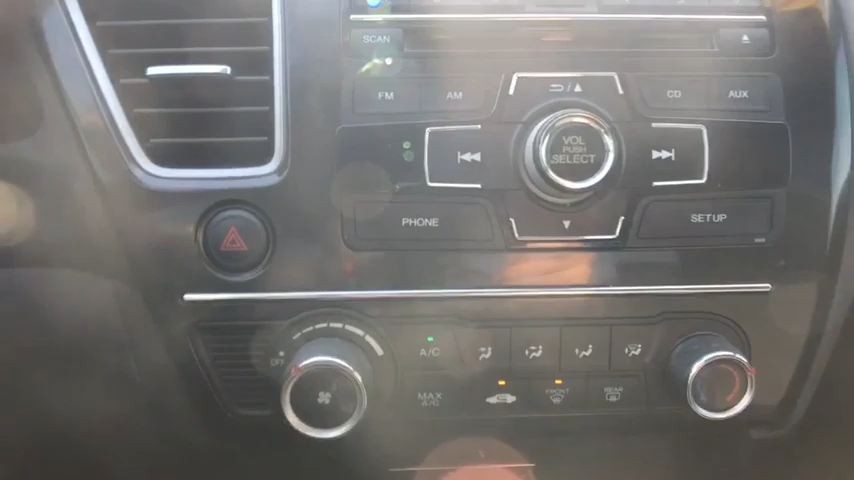 SCAN
FM
AM
CD
AUX
VOL
PUSH
SELECT
PHONE
SETUP
OFF
A/C
MAX
A/C
FRONT
REAR